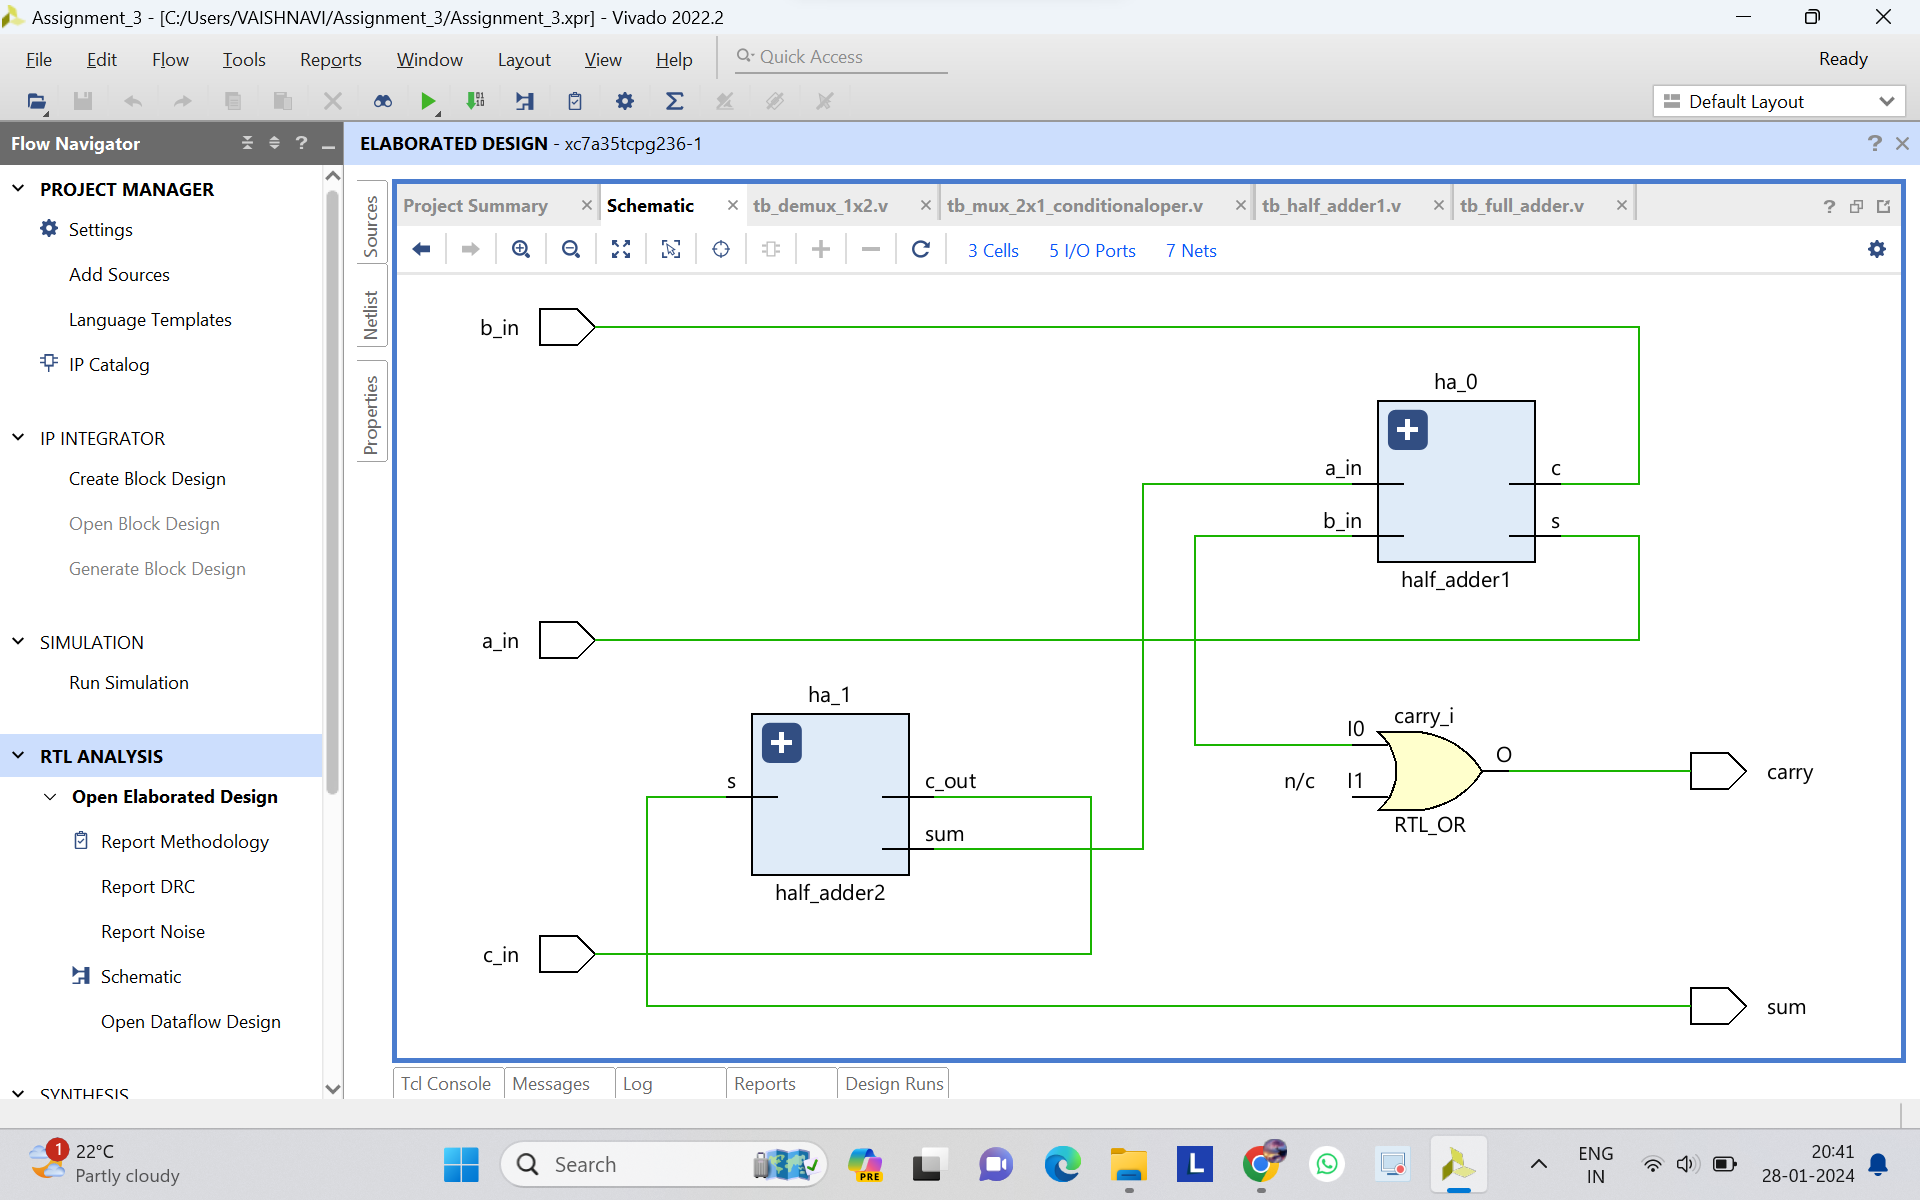 Assignment_3 - [C:/Users/VAISHNAVI/Assignment_3/Assignment_3.xpr] - Vivado 2022.2
File Edit Flow Tools Reports Window Layout View Help Quick Access Ready
Default Layout
Flow Navigator ?
PROJECT MANAGER
Settings
Add Sources
Language Templates
IP Catalog
IP INTEGRATOR
Create Block Design
Open Block Design
Generate Block Design
SIMULATION
Run Simulation
RTL ANALYSIS
Open Elaborated Design
Report Methodology
Report DRC
Report Noise
Schematic
Open Dataflow Design
SYNTHESIS
ELABORATED DESIGN - xc7a35tcpg236-1 ?
Sources
Netlist
Properties
Project Summary Schematic tb_demux_1x2.v tb_mux_2x1_conditionaloper.v tb_half_adder1.v tb_full_adder.v ?
3 Cells 5 I/O Ports 7 Nets
b_in
ha_0
a_in c
b_in s
half_adder1
a_in
ha_1
s c_out
sum
half_adder2
carry_i
I0
O
n/c I1
RTL_OR
carry
c_in
sum
Tcl Console Messages Log Reports Design Runs
1
22°C
Partly cloudy
Search
PRE
L
ENG
IN
20:41
28-01-2024